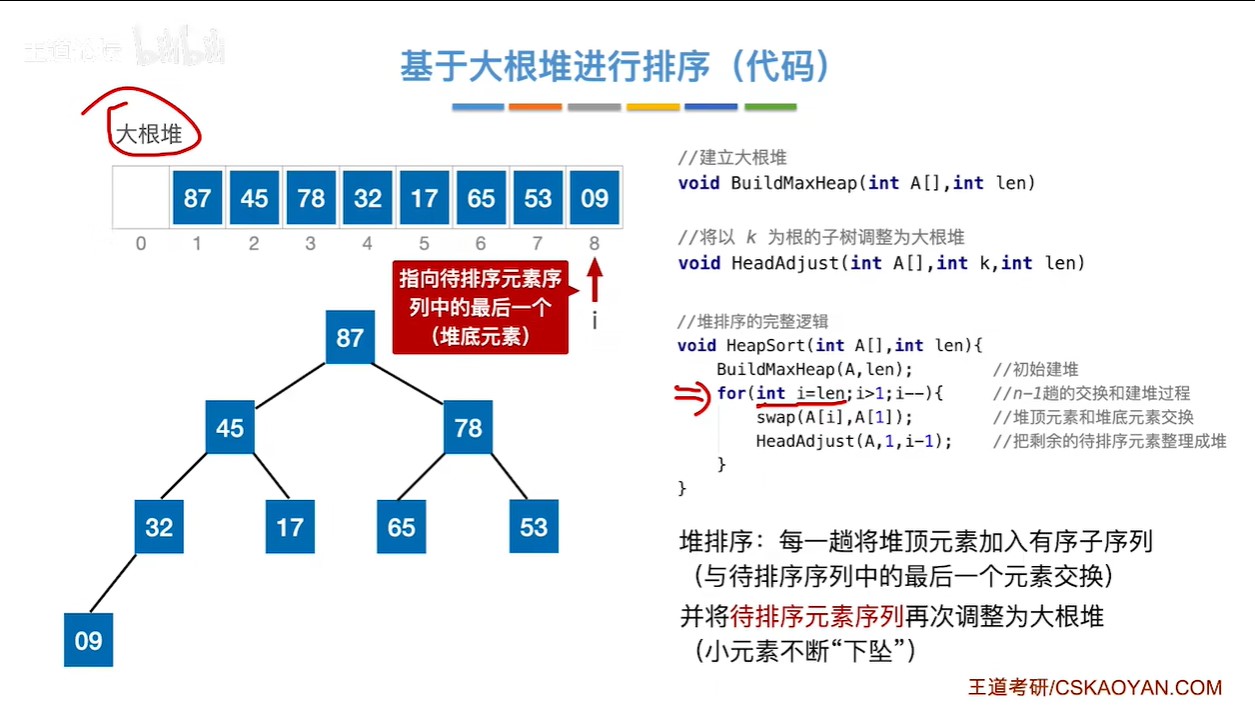 王道论坛 bilibili
基于大根堆进行排序（代码）
大根堆
87 45 78 32 17 65 53 09
0 1 2 3 4 5 6 7 8
指向待排序元素序
列中的最后一个
（堆底元素）
i
87
45 78
32 17 65 53
09
//建立大根堆
void BuildMaxHeap(int A[],int len)
//将以 k 为根的子树调整为大根堆
void HeadAdjust(int A[],int k,int len)
//堆排序的完整逻辑
void HeapSort(int A[],int len){
BuildMaxHeap(A,len); //初始建堆
for(int i=len;i>1;i--){ //n-1趟的交换和建堆过程
swap(A[i],A[1]); //堆顶元素和堆底元素交换
HeadAdjust(A,1,i-1); //把剩余的待排序元素整理成堆
}
}
堆排序：每一趟将堆顶元素加入有序子序列
（与待排序序列中的最后一个元素交换）
并将待排序元素序列再次调整为大根堆
（小元素不断“下坠”）
王道考研/CSKAOYAN.COM